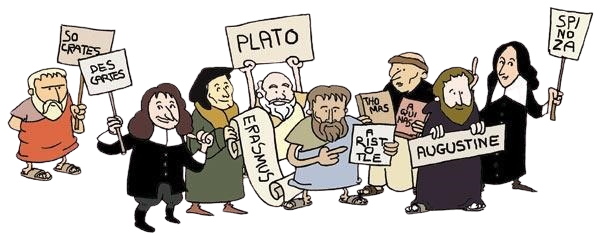 SO
CRATES
DES
CARTES
ERASMUS
PLATO
A
RIST
O
TLE
THO
MAS
A
QUI
NAS
AUGUSTINE
SPI
NO
ZA